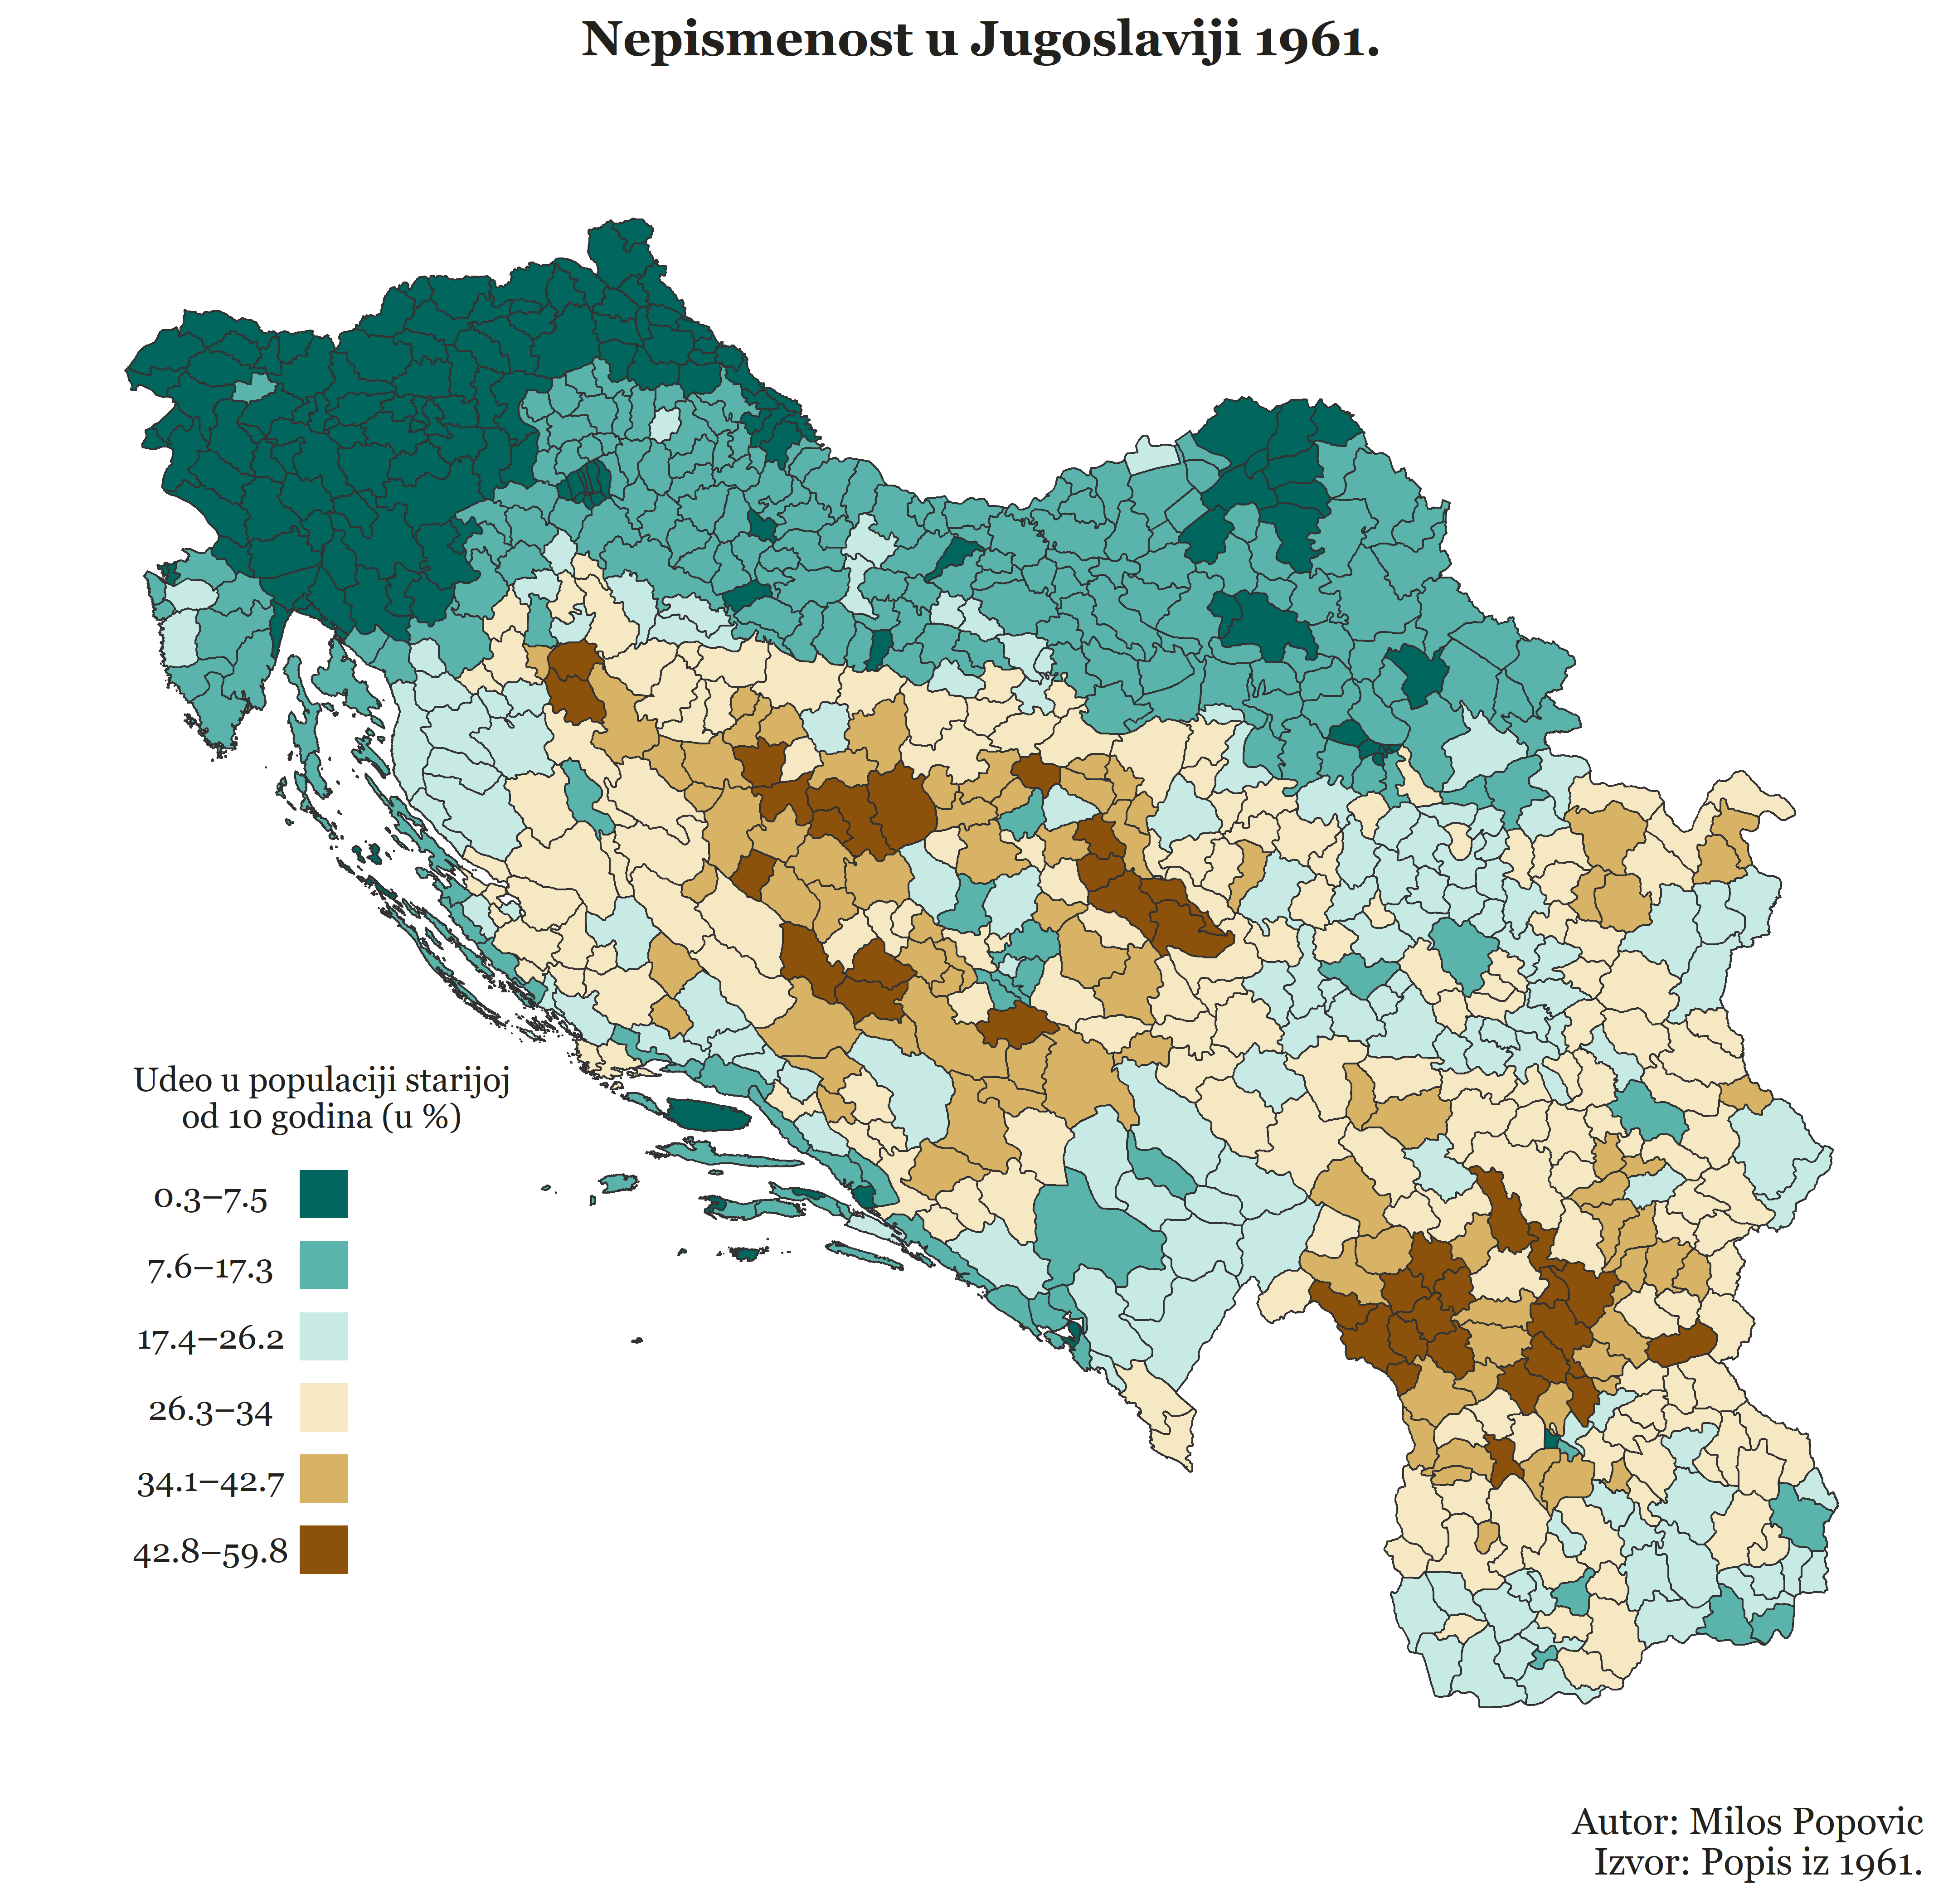 Nepismenost u Jugoslaviji 1961.
Udeo u populaciji starijoj
od 10 godina (u %)
0.3–7.5
7.6–17.3
17.4–26.2
26.3–34
34.1–42.7
42.8–59.8
Autor: Milos Popovic
Izvor: Popis iz 1961.